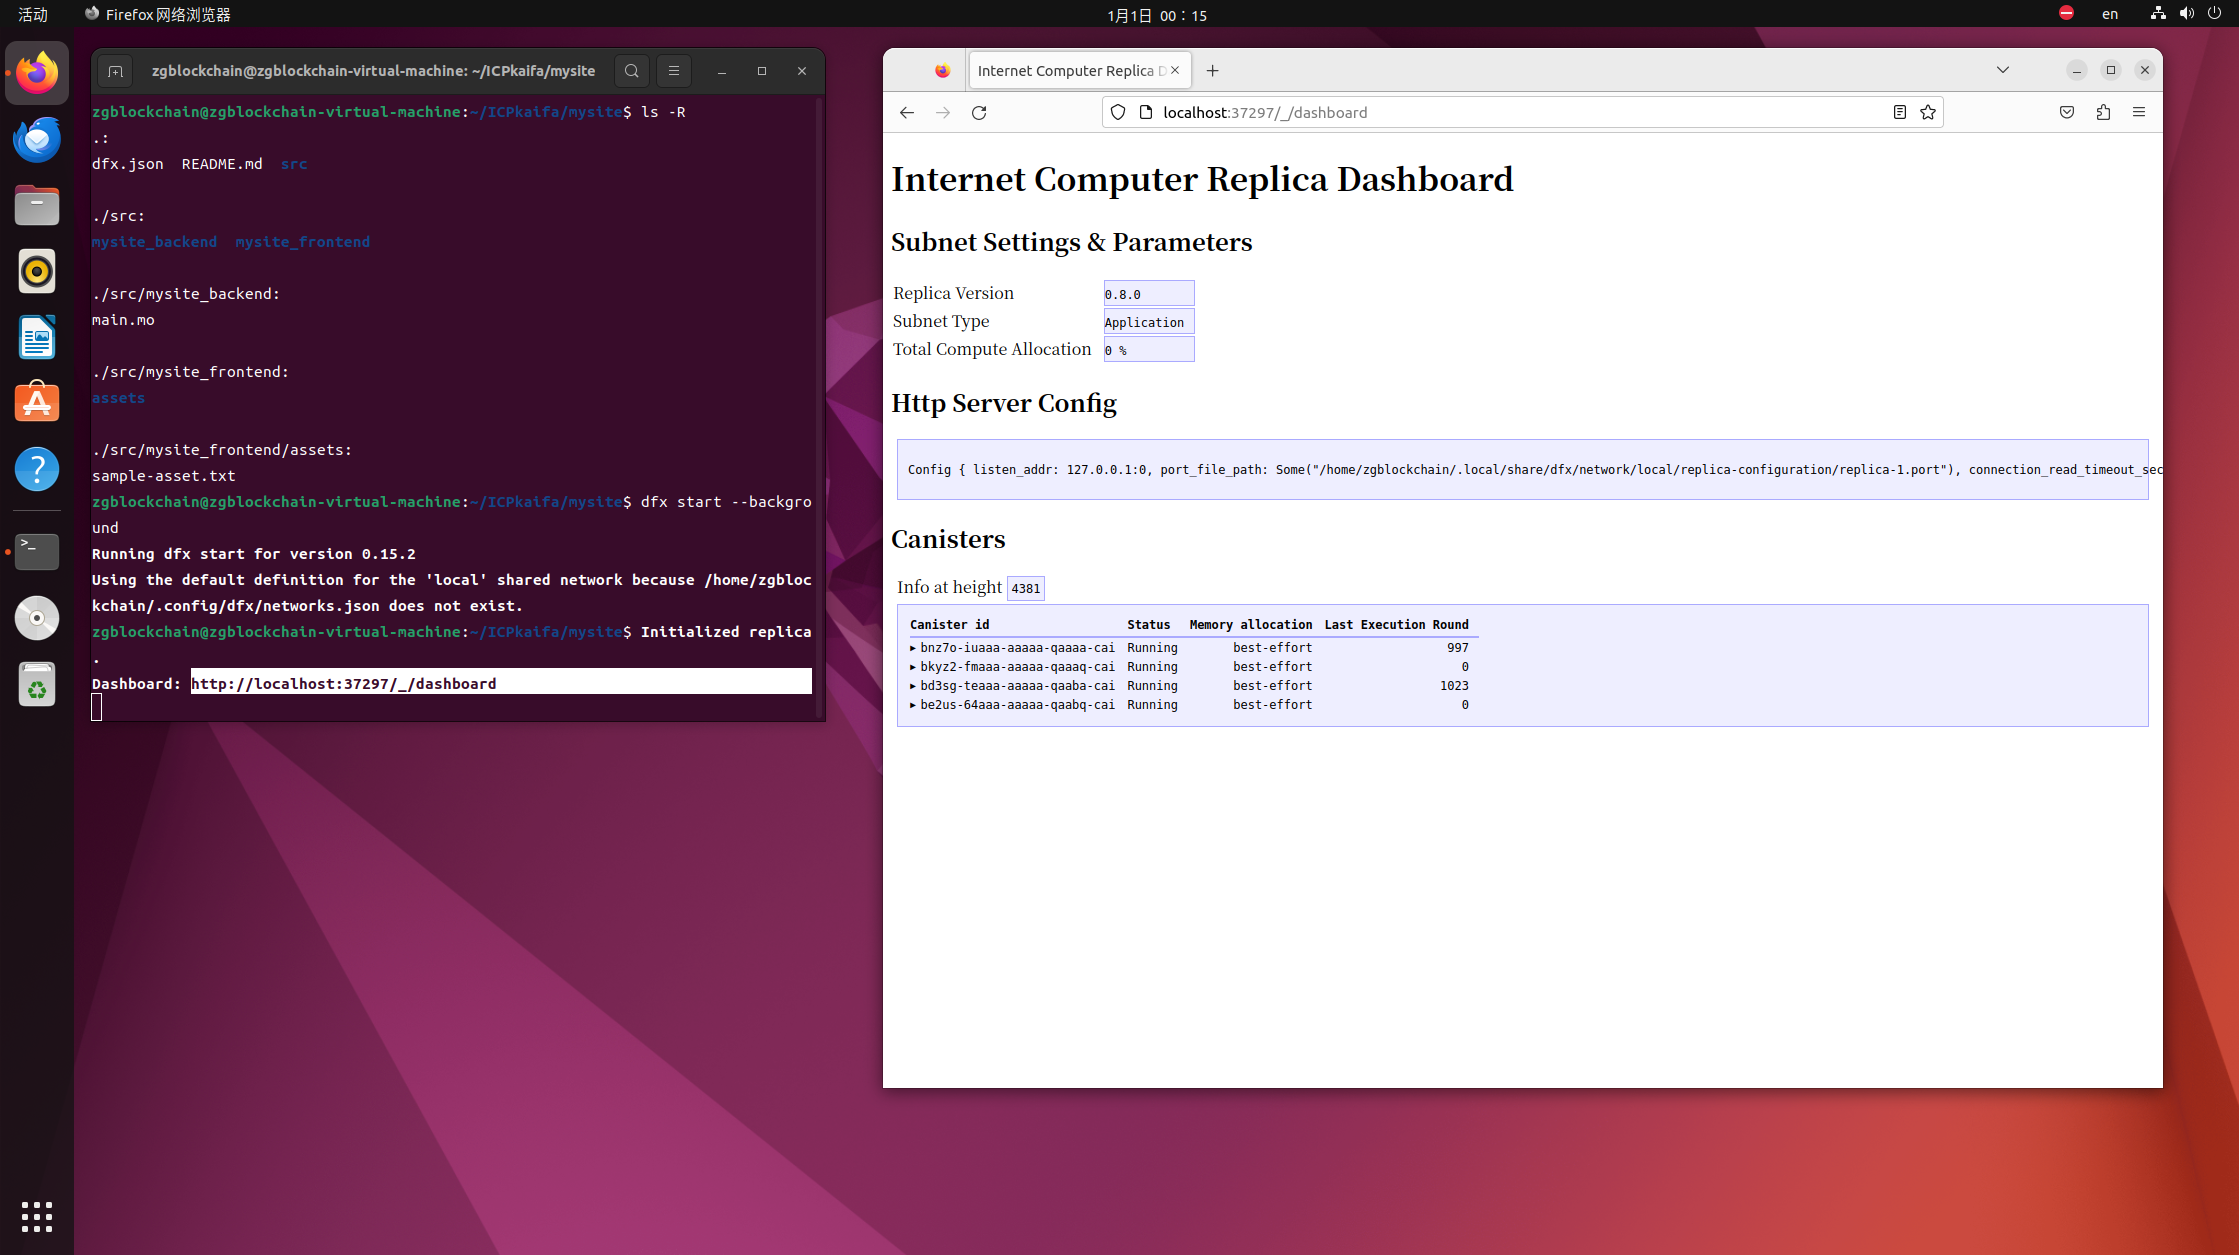 活动
Firefox 网络浏览器
1月1日 00：15
en
zgblockchain@zgblockchain-virtual-machine: ~/ICPkaifa/mysite
zgblockchain@zgblockchain-virtual-machine:~/ICPkaifa/mysite$ ls -R
.:
dfx.json  README.md  src
./src:
mysite_backend  mysite_frontend
./src/mysite_backend:
main.mo
./src/mysite_frontend:
assets
./src/mysite_frontend/assets:
sample-asset.txt
zgblockchain@zgblockchain-virtual-machine:~/ICPkaifa/mysite$ dfx start --backgro
und
Running dfx start for version 0.15.2
Using the default definition for the 'local' shared network because /home/zgbloc
kchain/.config/dfx/networks.json does not exist.
zgblockchain@zgblockchain-virtual-machine:~/ICPkaifa/mysite$ Initialized replica
.
Dashboard: http://localhost:37297/_/dashboard
Internet Computer Replica D
localhost:37297/_/dashboard
Internet Computer Replica Dashboard
Subnet Settings & Parameters
Replica Version 0.8.0
Subnet Type Application
Total Compute Allocation 0 %
Http Server Config
Config { listen_addr: 127.0.0.1:0, port_file_path: Some("/home/zgblockchain/.local/share/dfx/network/local/replica-configuration/replica-1.port"), connection_read_timeout_sec
Canisters
Info at height 4381
Canister id Status Memory allocation Last Execution Round
▸ bnz7o-iuaaa-aaaaa-qaaaa-cai Running best-effort 997
▸ bkyz2-fmaaa-aaaaa-qaaaq-cai Running best-effort 0
▸ bd3sg-teaaa-aaaaa-qaaba-cai Running best-effort 1023
▸ be2us-64aaa-aaaaa-qaabq-cai Running best-effort 0